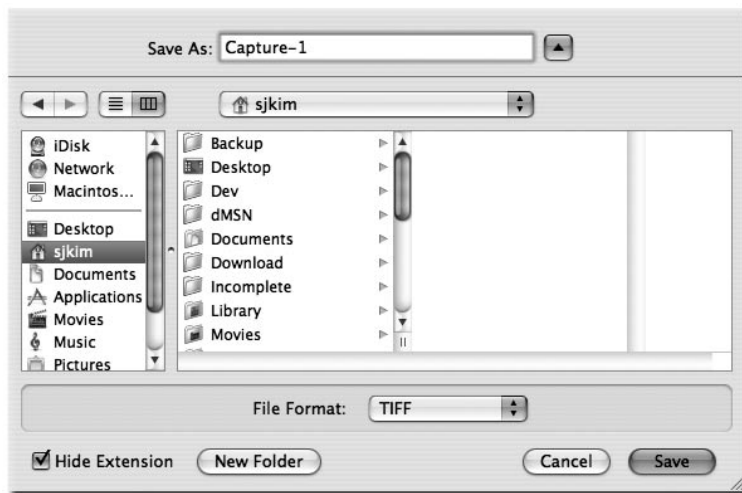 Save As: Capture-1
sjkim
iDisk
Network
Macintos...
Desktop
sjkim
Documents
Applications
Movies
Music
Pictures
Backup
Desktop
Dev
dMSN
Documents
Download
Incomplete
Library
Movies
File Format: TIFF
Hide Extension
New Folder
Cancel
Save